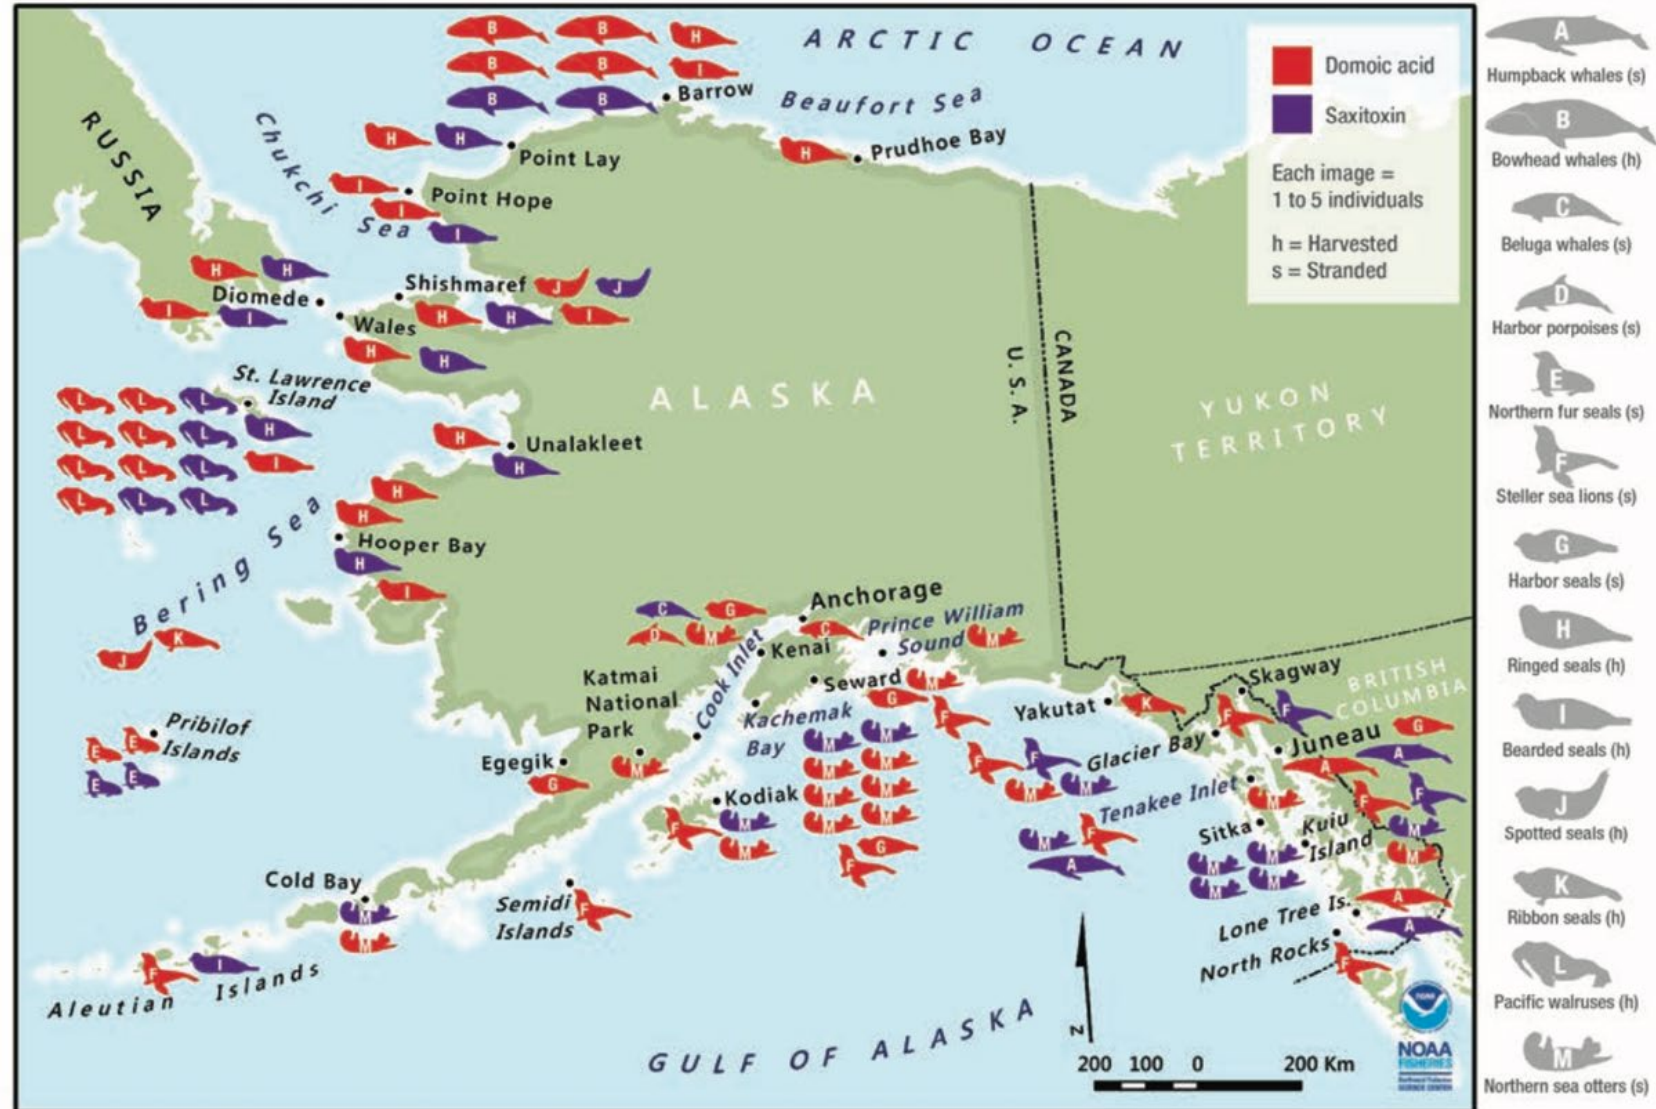 ARCTIC OCEAN
Beaufort Sea
Chukchi Sea
RUSSIA
Barrow
Point Lay
Prudhoe Bay
Point Hope
Shishmaref
Diomede
Wales
St. Lawrence
Island
ALASKA
U.S.A.
CANADA
YUKON
TERRITORY
Unalakleet
Bering Sea
Hooper Bay
Anchorage
Prince William
Sound
Kenai
Cook Inlet
Seward
Katmai
National
Park
Kachemak
Bay
Pribilof
Islands
Egegik
Kodiak
Yakutat
Skagway
BRITISH
COLUMBIA
Glacier Bay
Juneau
Tenakee Inlet
Sitka
Kuiu
Island
Cold Bay
Semidi
Islands
Lone Tree Is.
North Rocks
Aleutian Islands
GULF OF ALASKA
N
200 100 0 200 Km
NOAA
FISHERIES
Domoic acid
Saxitoxin
Each image =
1 to 5 individuals
h = Harvested
s = Stranded
A
Humpback whales (s)
B
Bowhead whales (h)
C
Beluga whales (s)
D
Harbor porpoises (s)
E
Northern fur seals (s)
F
Steller sea lions (s)
G
Harbor seals (s)
H
Ringed seals (h)
I
Bearded seals (h)
J
Spotted seals (h)
K
Ribbon seals (h)
L
Pacific walruses (h)
M
Northern sea otters (s)